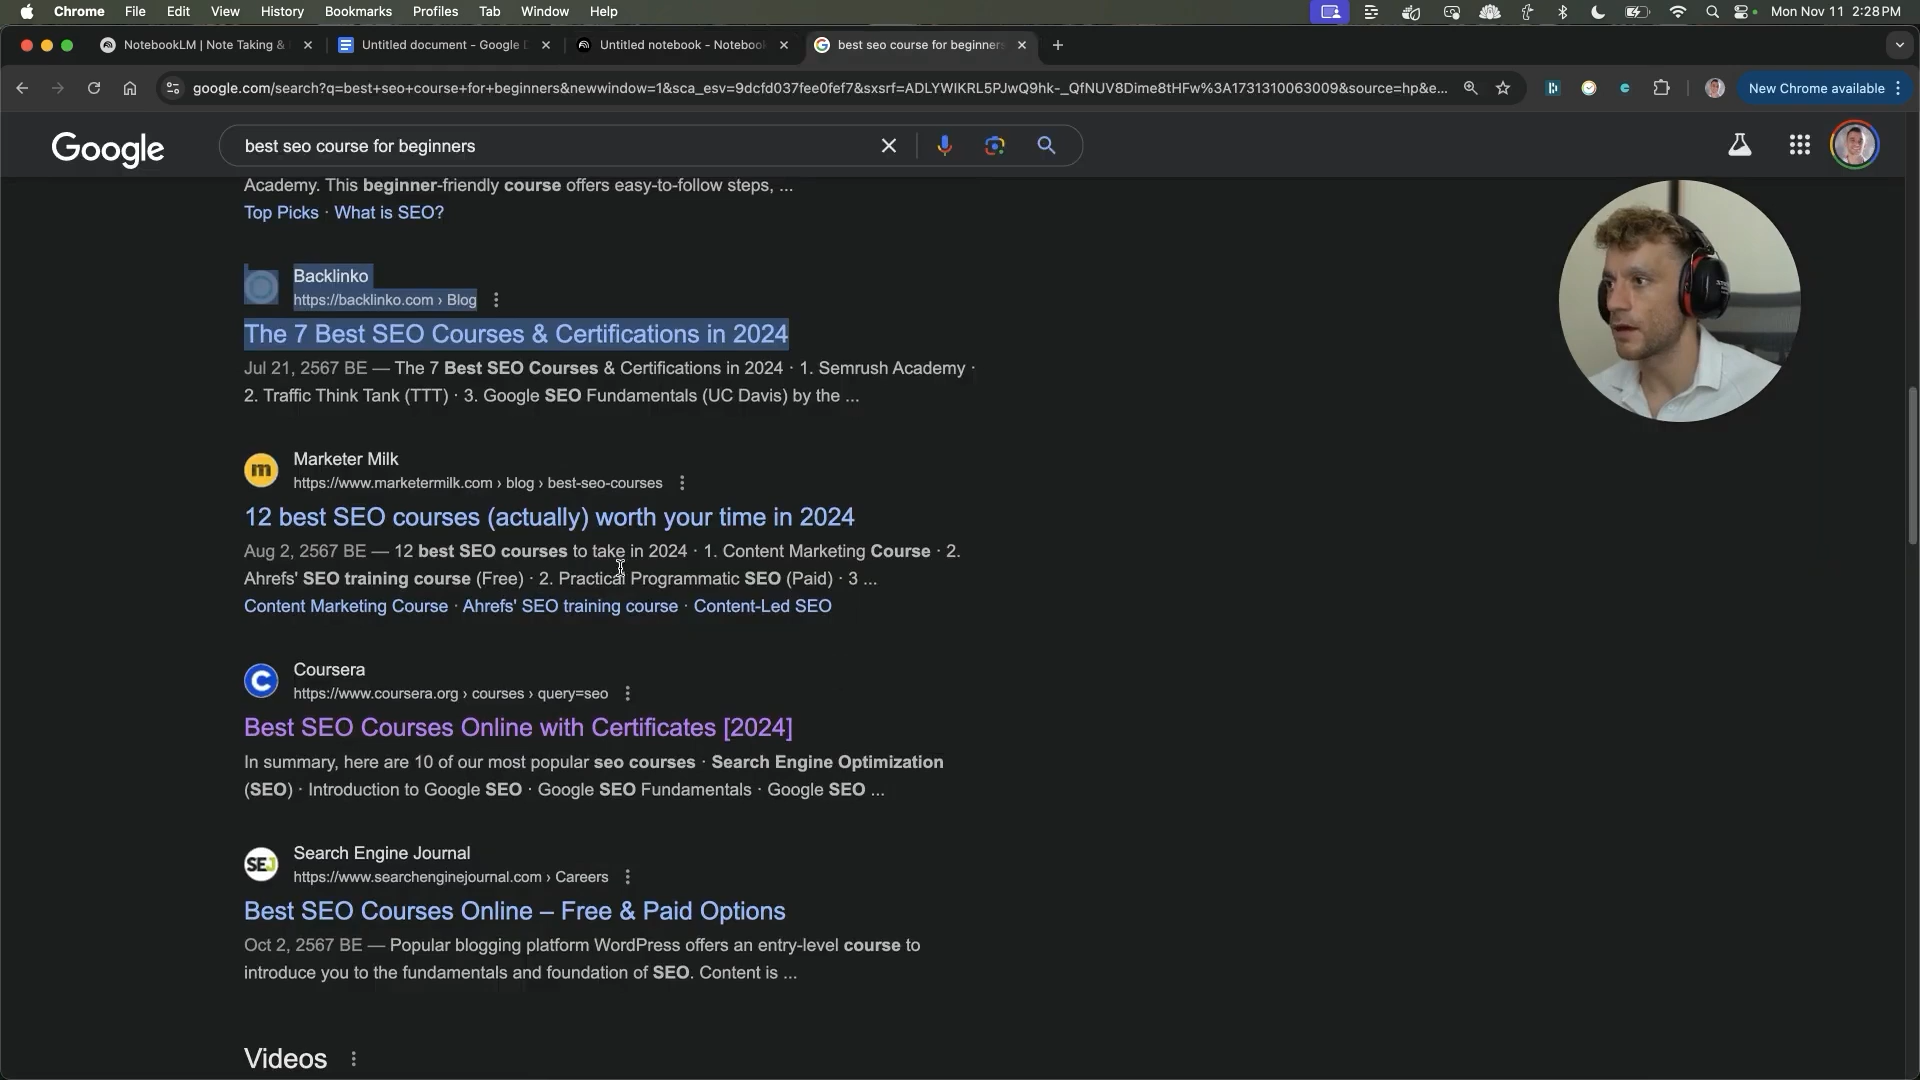 Chrome File Edit View History Bookmarks Profiles Tab Window Help Mon Nov 11 2:28 PM
NotebookLM | Note Taking & Untitled document - Google Untitled notebook - Notebook best seo course for beginners
google.com/search?q=best+seo+course+for+beginners&newwindow=1&sca_esv=9dcfd037fee0fef7&sxsrf=ADLYWIKRL5PJwQ9hk-_QfNUV8Dime8tHFw%3A1731310063009&source=hp&e... New Chrome available
Google best seo course for beginners
Academy. This beginner-friendly course offers easy-to-follow steps, ...
Top Picks · What is SEO?
Backlinko
https://backlinko.com › Blog
The 7 Best SEO Courses & Certifications in 2024
Jul 21, 2567 BE — The 7 Best SEO Courses & Certifications in 2024 · 1. Semrush Academy ·
2. Traffic Think Tank (TTT) · 3. Google SEO Fundamentals (UC Davis) by the ...
m
Marketer Milk
https://www.marketermilk.com › blog › best-seo-courses
12 best SEO courses (actually) worth your time in 2024
Aug 2, 2567 BE — 12 best SEO courses to take in 2024 · 1. Content Marketing Course · 2.
Ahrefs' SEO training course (Free) · 2. Practical Programmatic SEO (Paid) · 3 ...
Content Marketing Course · Ahrefs' SEO training course · Content-Led SEO
C
Coursera
https://www.coursera.org › courses › query=seo
Best SEO Courses Online with Certificates [2024]
In summary, here are 10 of our most popular seo courses · Search Engine Optimization
(SEO) · Introduction to Google SEO · Google SEO Fundamentals · Google SEO ...
SEJ
Search Engine Journal
https://www.searchenginejournal.com › Careers
Best SEO Courses Online – Free & Paid Options
Oct 2, 2567 BE — Popular blogging platform WordPress offers an entry-level course to
introduce you to the fundamentals and foundation of SEO. Content is ...
Videos